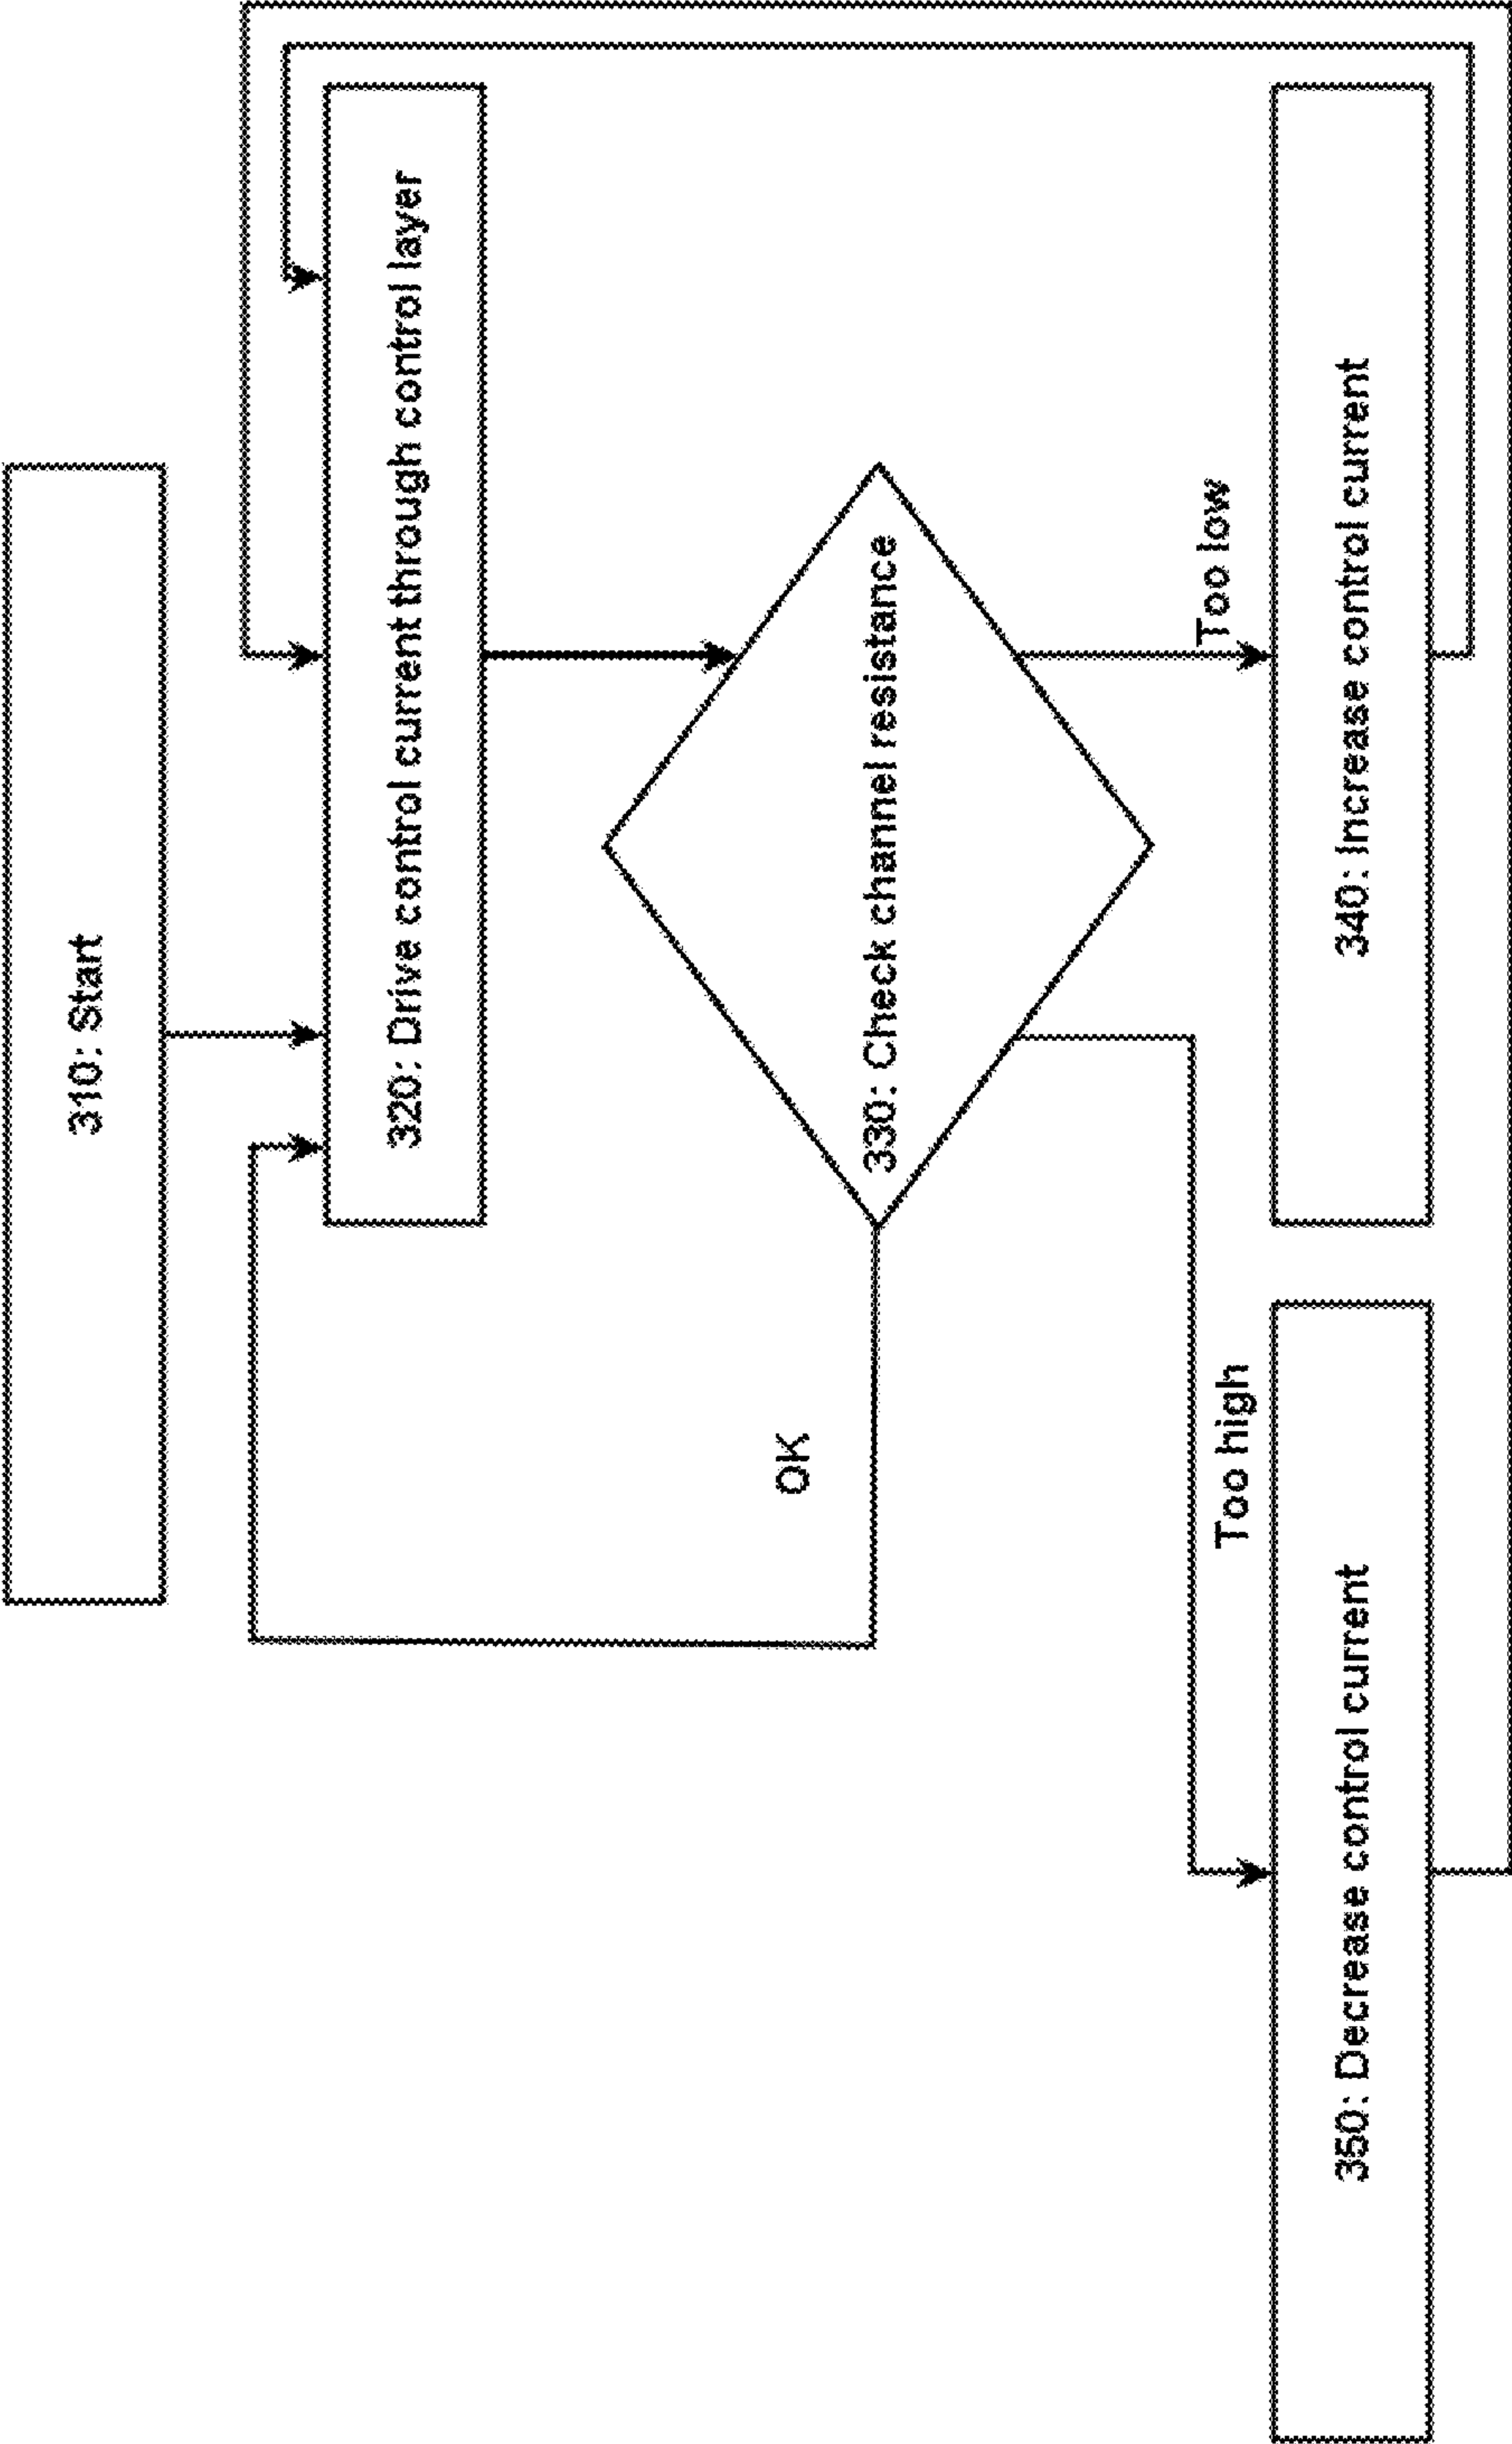 310: Start
320: Drive control current through control layer
330: Check channel resistance
OK
Too low
Too high
340: Increase control current
350: Decrease control current